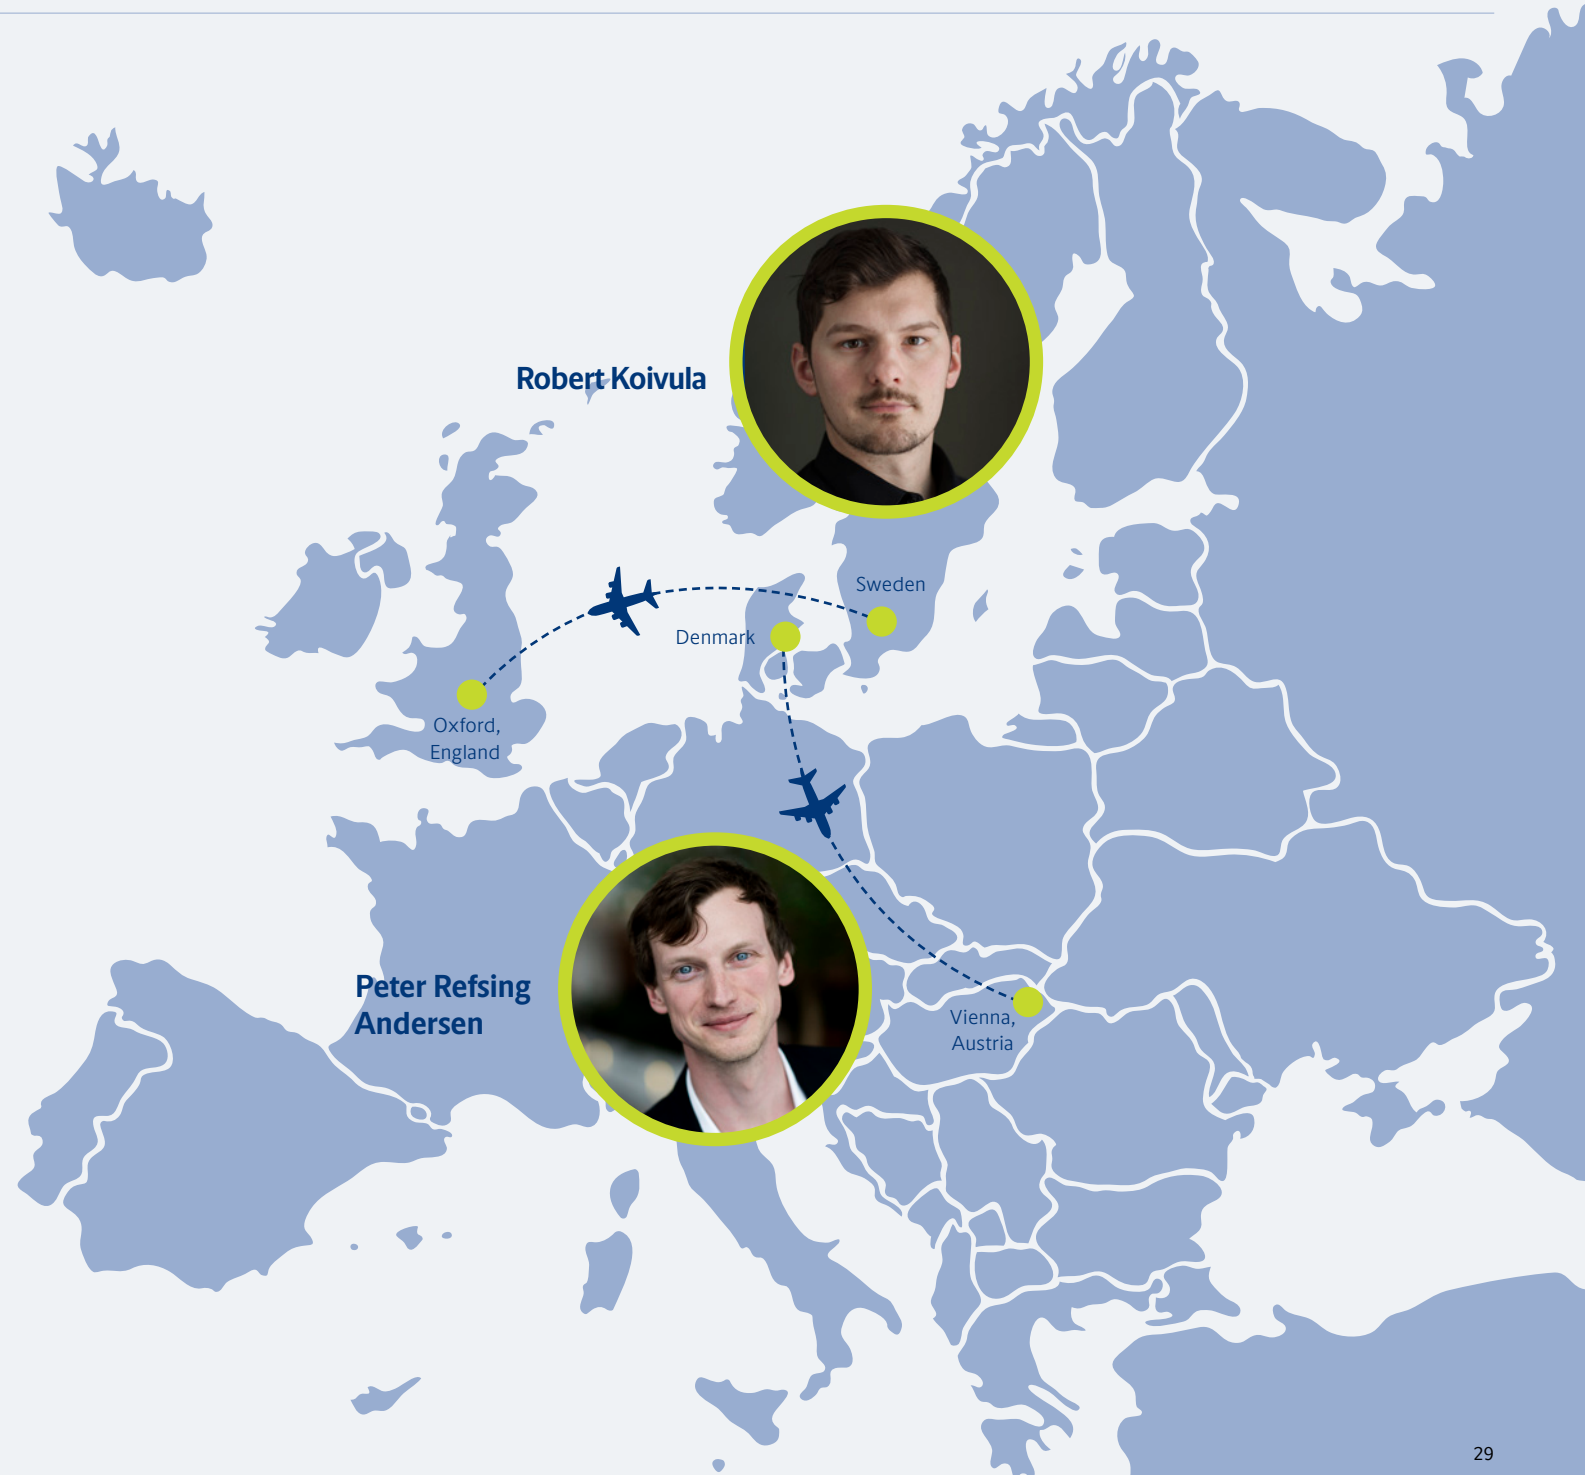 Robert Koivula
Sweden
Denmark
Oxford,
England
Peter Refsing
Andersen
Vienna,
Austria
29